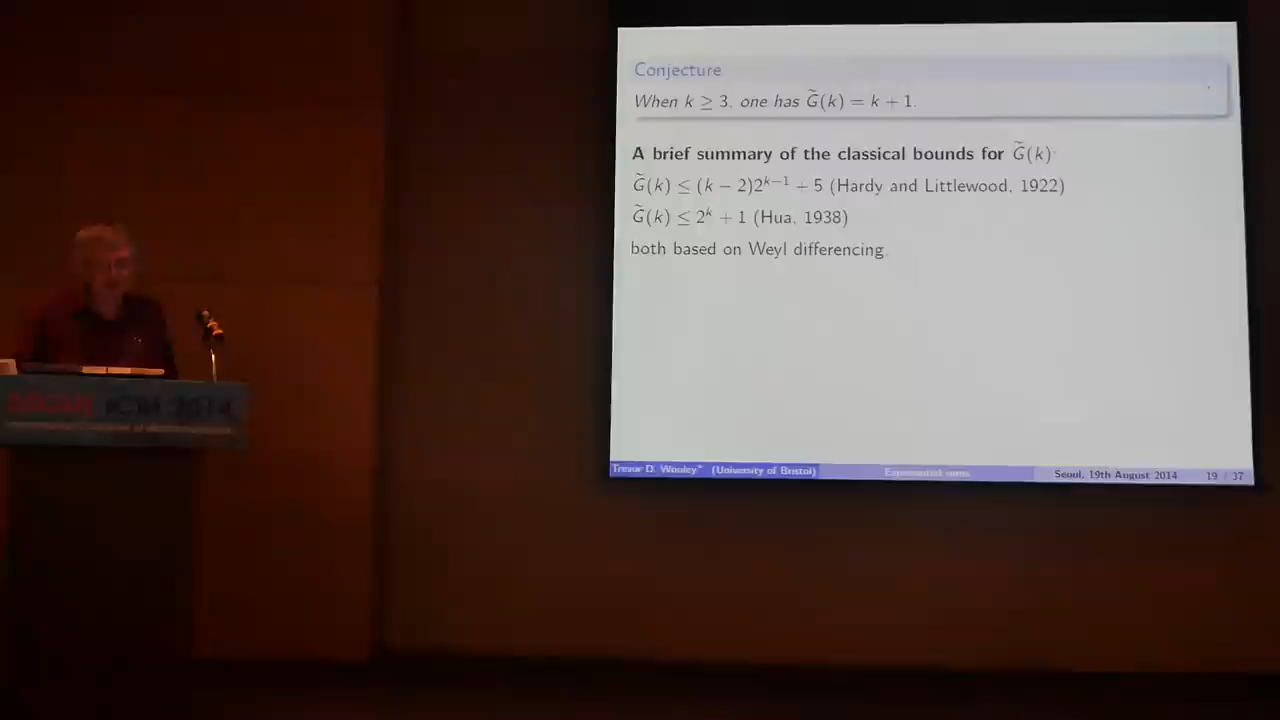 Conjecture
When k ≥ 3, one has G̃(k) = k + 1.
A brief summary of the classical bounds for G̃(k):
G̃(k) ≤ (k − 2)2^{k−1} + 5 (Hardy and Littlewood, 1922)
G̃(k) ≤ 2^k + 1 (Hua, 1938)
both based on Weyl differencing.
Trevor D. Wooley* (University of Bristol) Exponential sums Seoul, 19th August 2014 19 / 37
ICM 2014